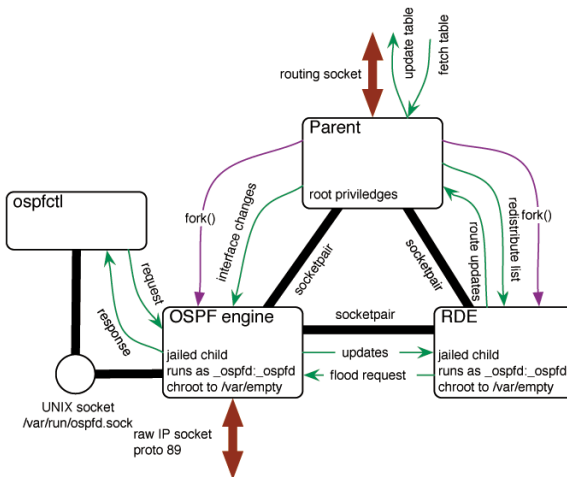 update table
fetch table
routing socket
Parent
root priviledges
ospfctl
fork()
interface changes
socketpair
socketpair
route updates
redistribute list
fork()
request
response
OSPF engine
jailed child
runs as _ospfd:_ospfd
chroot to /var/empty
socketpair
updates
flood request
RDE
jailed child
runs as _ospfd:_ospfd
chroot to /var/empty
UNIX socket
/var/run/ospfd.sock
raw IP socket
proto 89